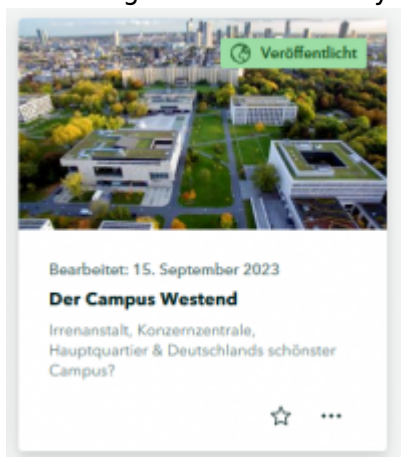 Veröffentlicht
Bearbeitet: 15. September 2023
Der Campus Westend
Irrenanstalt, Konzernzentrale,
Hauptquartier & Deutschlands schönster
Campus?